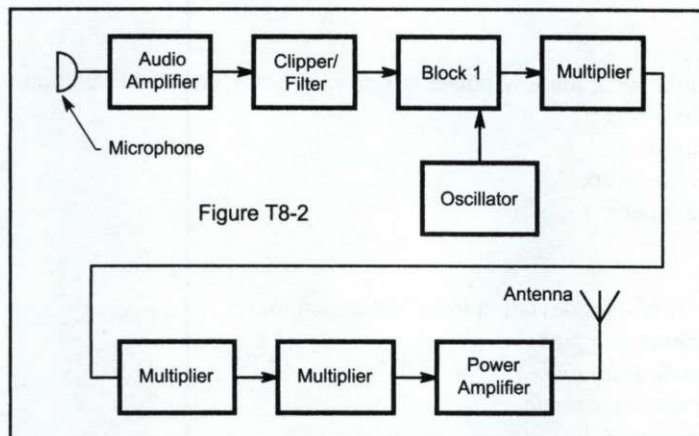 Audio
Amplifier
Clipper/
Filter
Block 1
Multiplier
Microphone
Oscillator
Figure T8-2
Antenna
Multiplier
Multiplier
Power
Amplifier